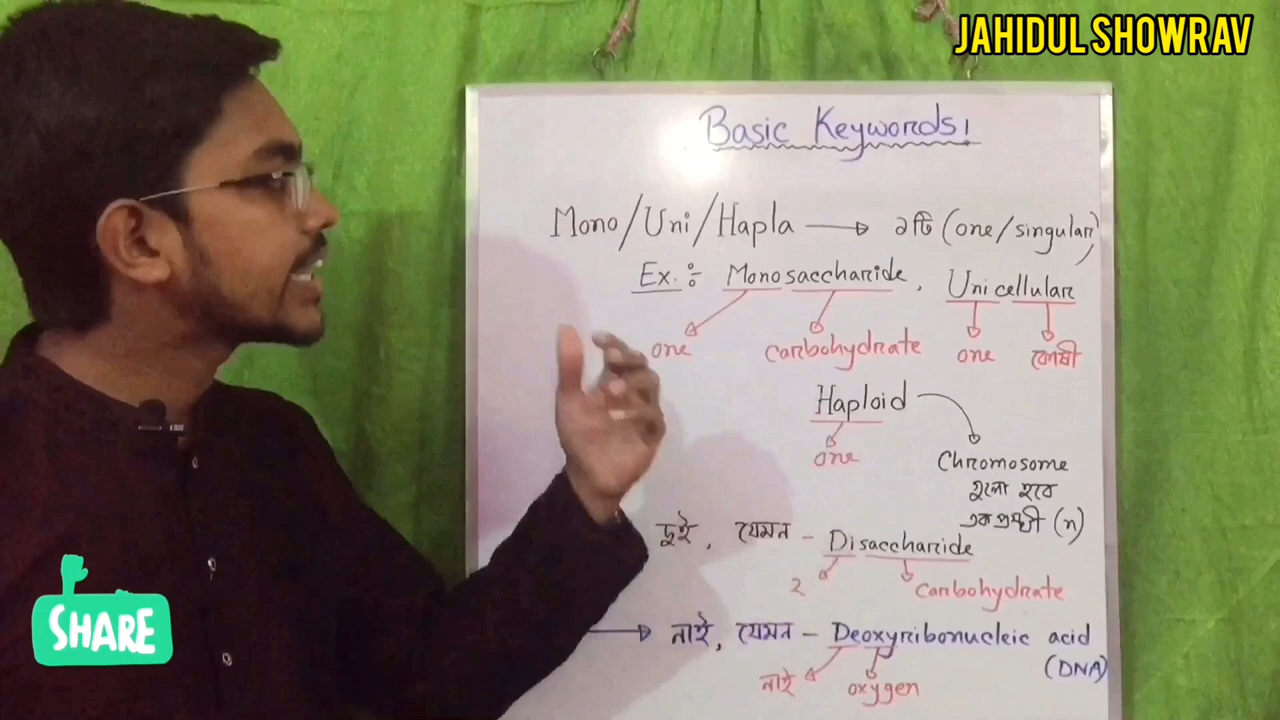 JAHIDUL SHOWRAV
Basic Keywords!
Mono/Uni/Hapla → ১টি (one/singular)
Ex.: Monosaccharide, Unicellular
one carbohydrate one কোষী
Haploid
one
Chromosome
গুলো হবে
একপ্রস্থী (n)
দুই, যেমন - Disaccharide
2 carbohydrate
→ নাই, যেমন - Deoxyribonucleic acid
(DNA)
নাই oxygen
SHARE